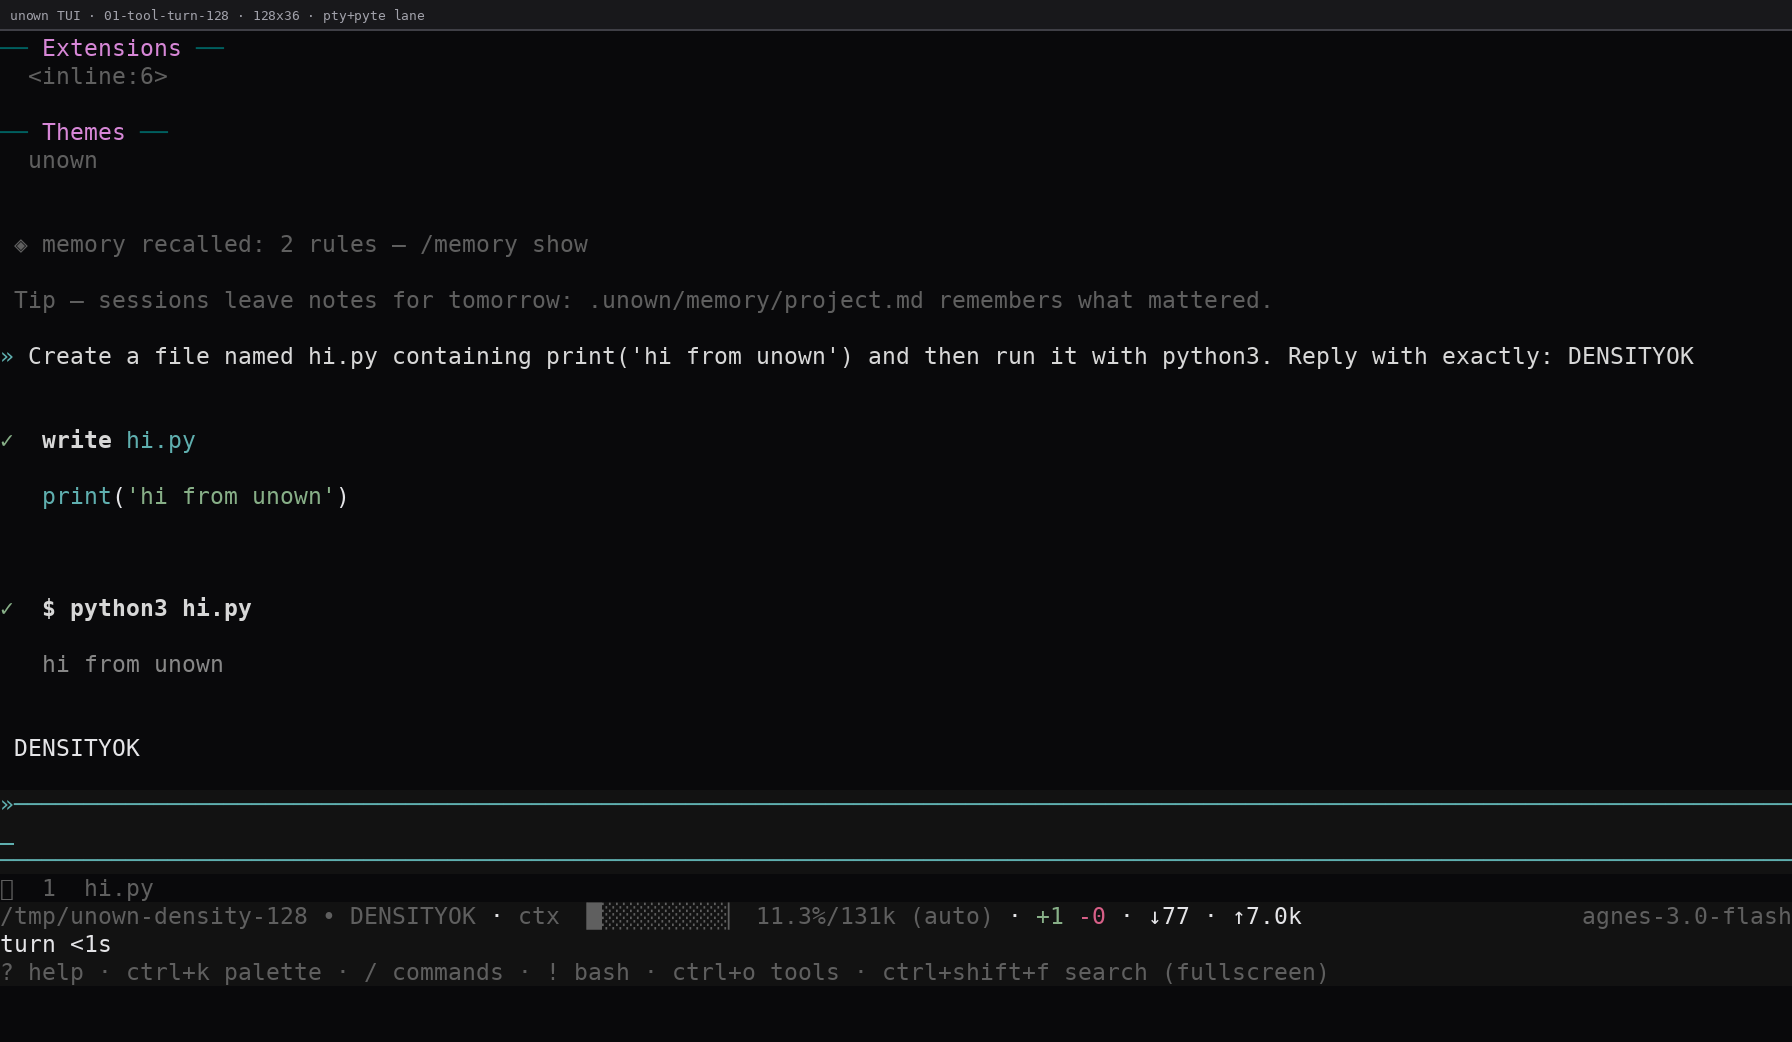 unown TUI · 01-tool-turn-128 · 128x36 · pty+pyte lane
── Extensions ──
<inline:6>
── Themes ──
unown
◈ memory recalled: 2 rules — /memory show
Tip — sessions leave notes for tomorrow: .unown/memory/project.md remembers what mattered.
» Create a file named hi.py containing print('hi from unown') and then run it with python3. Reply with exactly: DENSITYOK
✓ write hi.py
print('hi from unown')
✓ $ python3 hi.py
hi from unown
DENSITYOK
»
1 hi.py
/tmp/unown-density-128 • DENSITYOK · ctx █░░░░░░░░░▏ 11.3%/131k (auto) · +1 -0 · ↓77 · ↑7.0k agnes-3.0-flash
turn <1s
? help · ctrl+k palette · / commands · ! bash · ctrl+o tools · ctrl+shift+f search (fullscreen)